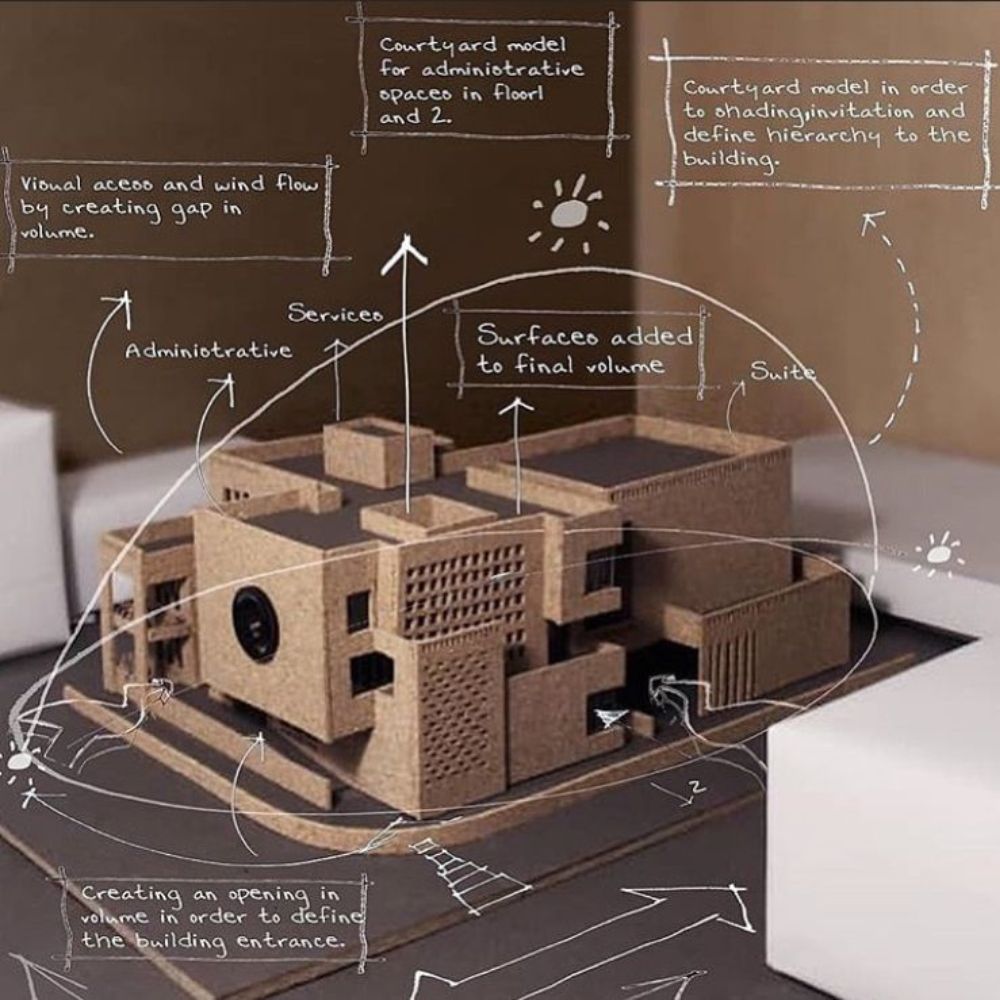 Courtyard model
for administrative
spaces in floor1
and 2.
Courtyard model in order
to shading,invitation and
define hierarchy to the
building.
Visual acess and wind flow
by creating gap in
volume.
Services
Administrative
Surfaces added
to final volume
Suite
2
Creating an opening in
volume in order to define
the building entrance.